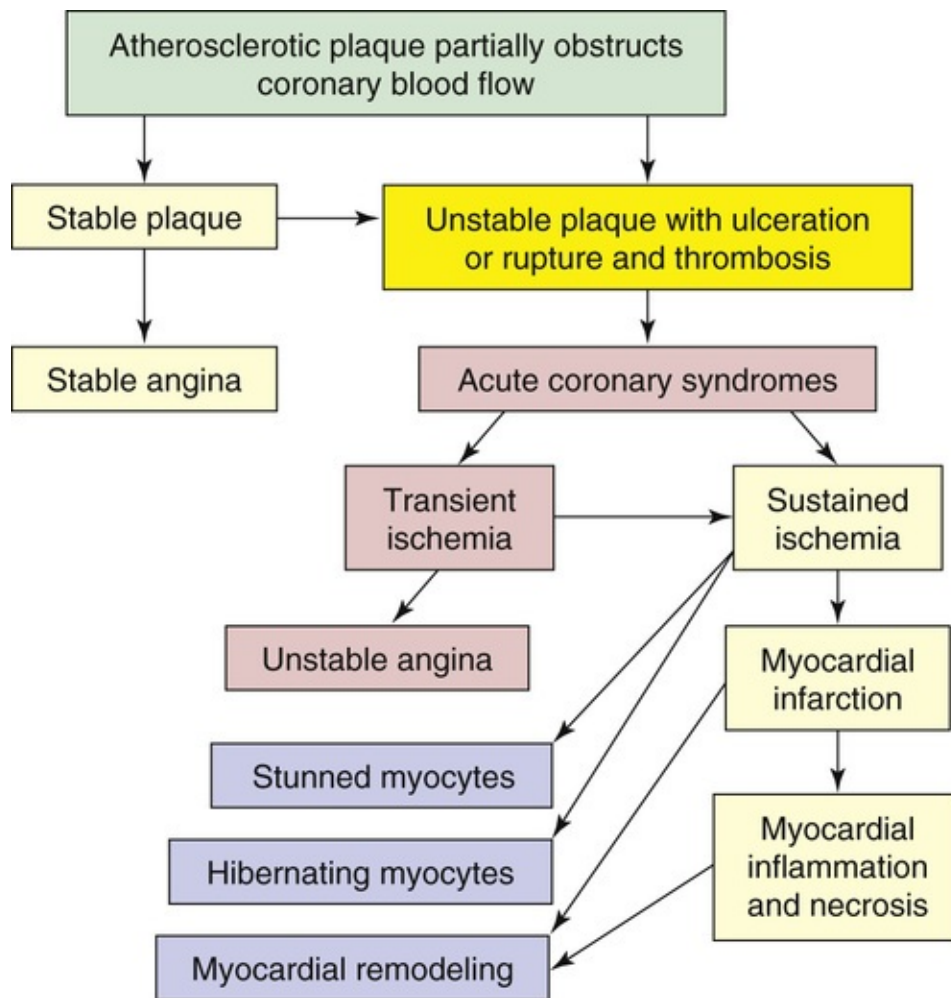 Atherosclerotic plaque partially obstructs
coronary blood flow
Stable plaque
Unstable plaque with ulceration
or rupture and thrombosis
Stable angina
Acute coronary syndromes
Transient
ischemia
Sustained
ischemia
Unstable angina
Myocardial
infarction
Stunned myocytes
Hibernating myocytes
Myocardial
inflammation
and necrosis
Myocardial remodeling